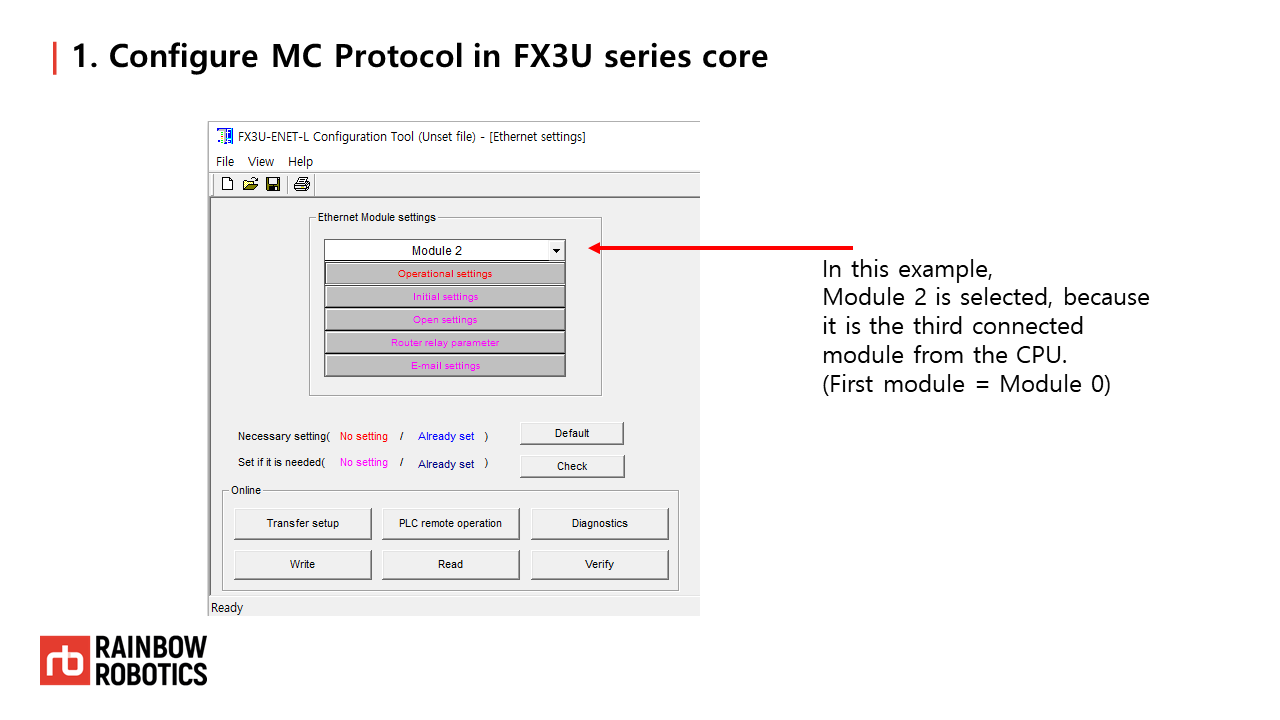 1. Configure MC Protocol in FX3U series core
FX3U-ENET-L Configuration Tool (Unset file) - [Ethernet settings]
File View Help
Ethernet Module settings
Module 2
Operational settings
Initial settings
Open settings
Router relay parameter
E-mail settings
In this example,
Module 2 is selected, because
it is the third connected
module from the CPU.
(First module = Module 0)
Necessary setting( No setting / Already set )
Default
Set if it is needed( No setting / Already set )
Check
Online
Transfer setup PLC remote operation Diagnostics
Write Read Verify
Ready
rb RAINBOW
ROBOTICS